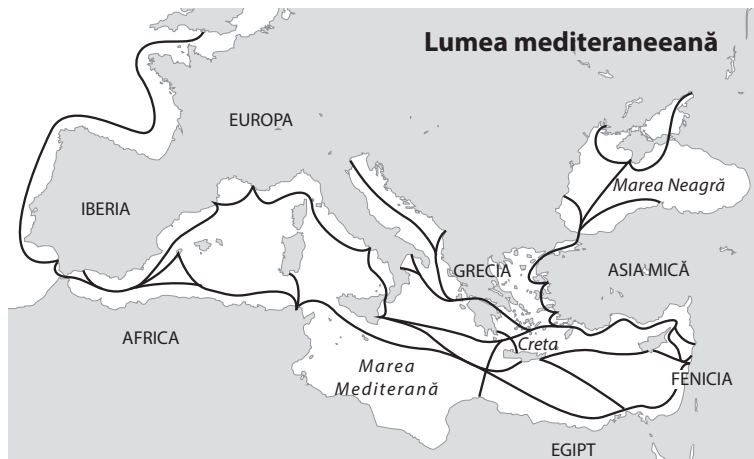 Lumea mediteraneeană
EUROPA
Marea Neagră
IBERIA
GRECIA
ASIA MICĂ
AFRICA
Creta
Marea
Mediterană
FENICIA
EGIPT